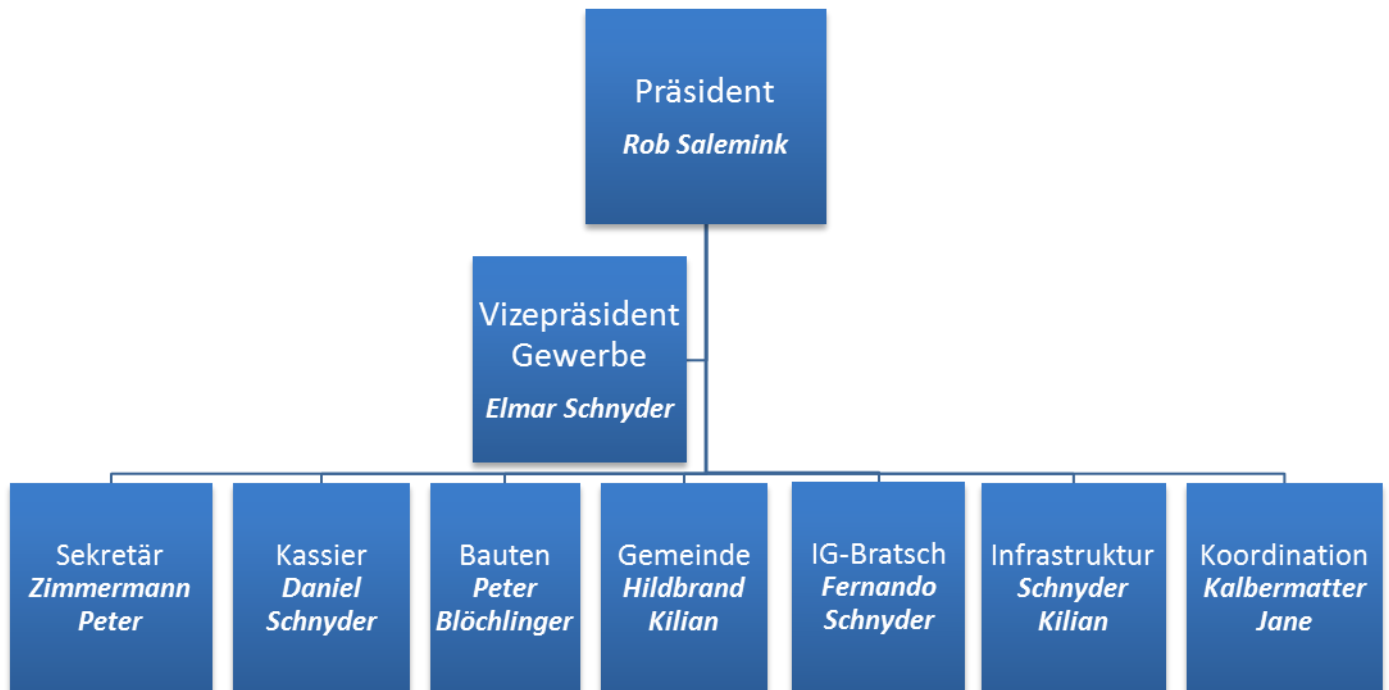 Präsident
Rob Salemink
Vizepräsident
Gewerbe
Elmar Schnyder
Sekretär
Zimmermann
Peter
Kassier
Daniel
Schnyder
Bauten
Peter
Blöchlinger
Gemeinde
Hildbrand
Kilian
IG-Bratsch
Fernando
Schnyder
Infrastruktur
Schnyder
Kilian
Koordination
Kalbermatter
Jane